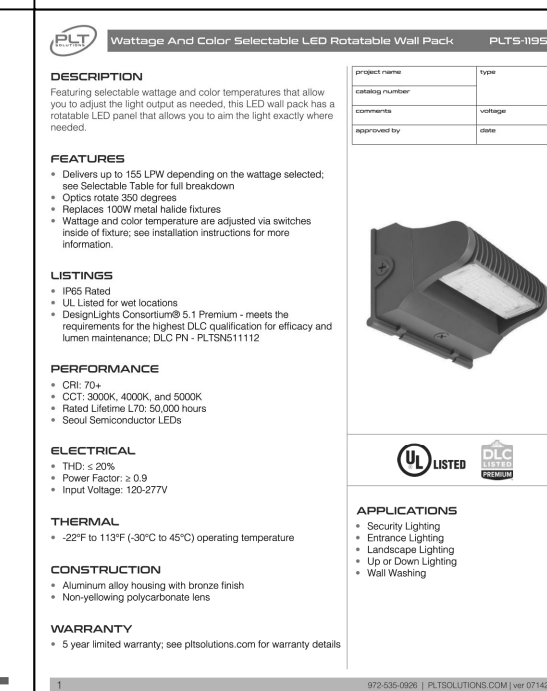 PLT SOLUTIONS
Wattage And Color Selectable LED Rotatable Wall Pack PLTS-1195
DESCRIPTION
Featuring selectable wattage and color temperatures that allow
you to adjust the light output as needed, this LED wall pack has a
rotatable LED panel that allows you to aim the light exactly where
needed.
FEATURES
• Delivers up to 155 LPW depending on the wattage selected;
see Selectable Table for full breakdown
• Optics rotate 350 degrees
• Replaces 100W metal halide fixtures
• Wattage and color temperature are adjusted via switches
inside of fixture; see installation instructions for more
information.
LISTINGS
• IP65 Rated
• UL Listed for wet locations
• DesignLights Consortium® 5.1 Premium - meets the
requirements for the highest DLC qualification for efficacy and
lumen maintenance; DLC PN - PLTSN511112
PERFORMANCE
• CRI: 70+
• CCT: 3000K, 4000K, and 5000K
• Rated Lifetime L70: 50,000 hours
• Seoul Semiconductor LEDs
ELECTRICAL
• THD: ≤ 20%
• Power Factor: ≥ 0.9
• Input Voltage: 120-277V
THERMAL
• -22°F to 113°F (-30°C to 45°C) operating temperature
CONSTRUCTION
• Aluminum alloy housing with bronze finish
• Non-yellowing polycarbonate lens
WARRANTY
• 5 year limited warranty; see pltsolutions.com for warranty details
project name type
catalog number
comments voltage
approved by date
UL LISTED
DLC LISTED PREMIUM
APPLICATIONS
• Security Lighting
• Entrance Lighting
• Landscape Lighting
• Up or Down Lighting
• Wall Washing
1 972-535-0926 | PLTSOLUTIONS.COM | ver 07142